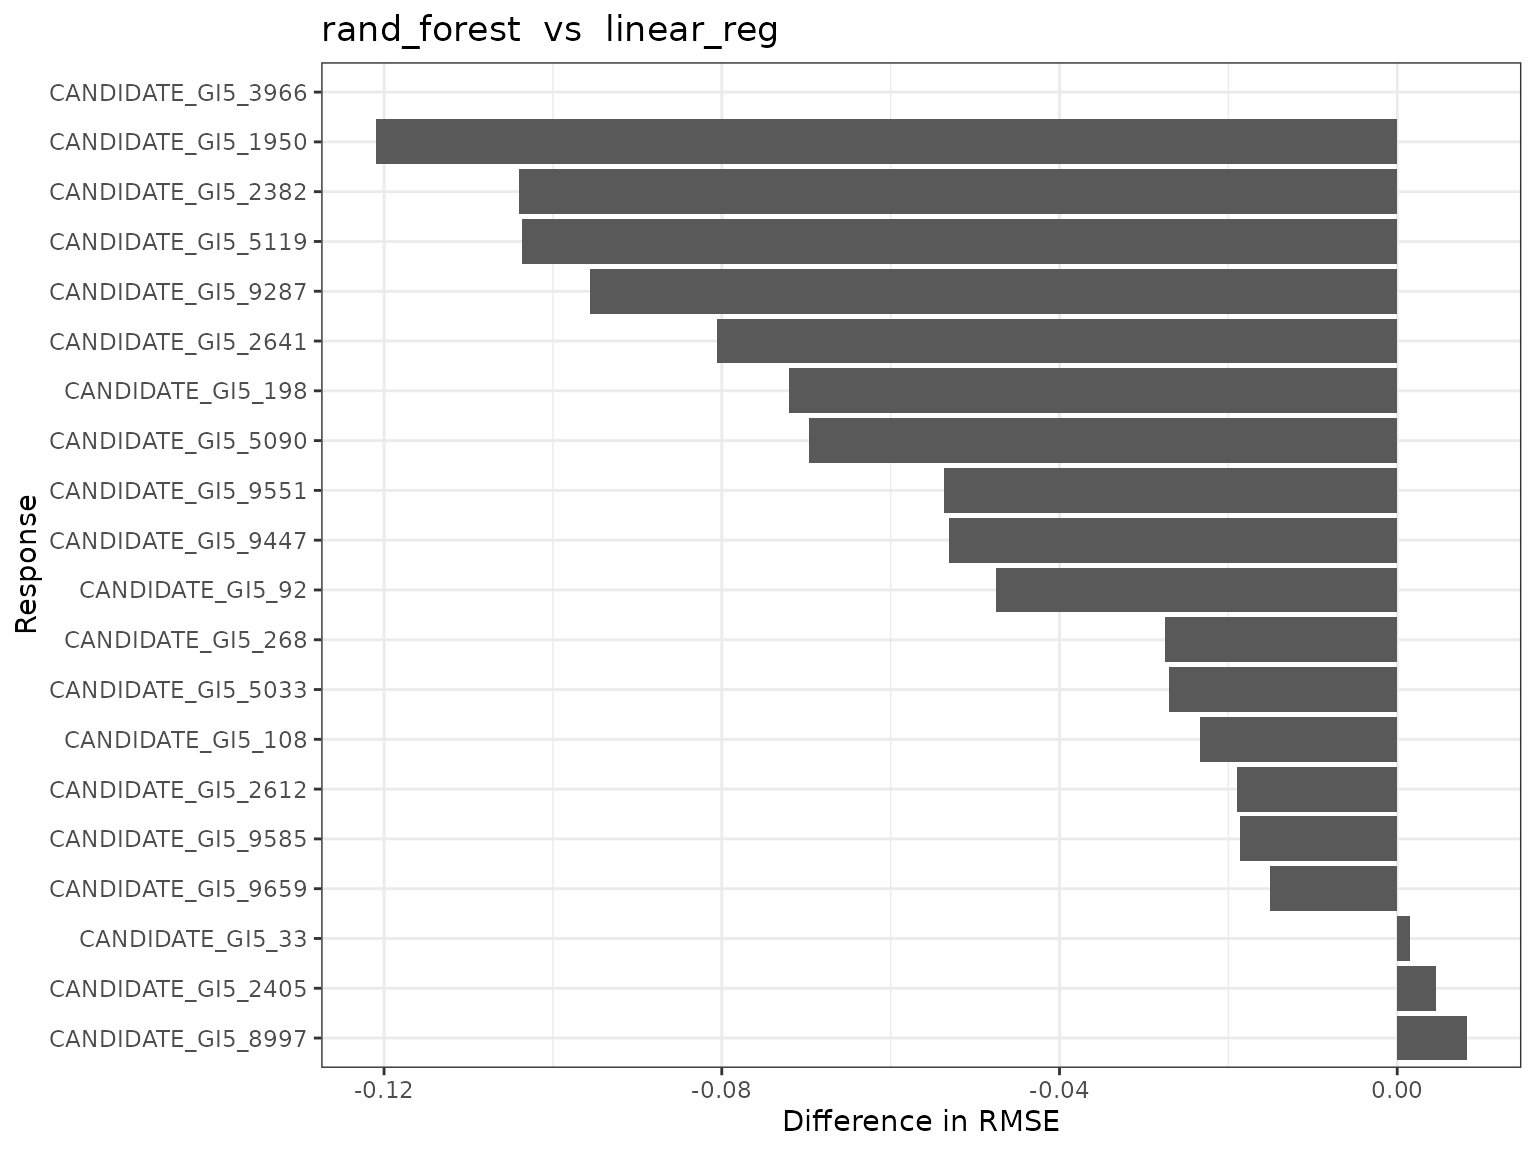 rand_forest  vs  linear_reg
CANDIDATE_GI5_3966
CANDIDATE_GI5_1950
CANDIDATE_GI5_2382
CANDIDATE_GI5_5119
CANDIDATE_GI5_9287
CANDIDATE_GI5_2641
CANDIDATE_GI5_198
CANDIDATE_GI5_5090
CANDIDATE_GI5_9551
CANDIDATE_GI5_9447
CANDIDATE_GI5_92
CANDIDATE_GI5_268
CANDIDATE_GI5_5033
CANDIDATE_GI5_108
CANDIDATE_GI5_2612
CANDIDATE_GI5_9585
CANDIDATE_GI5_9659
CANDIDATE_GI5_33
CANDIDATE_GI5_2405
CANDIDATE_GI5_8997
Response
-0.12 -0.08 -0.04 0.00
Difference in RMSE